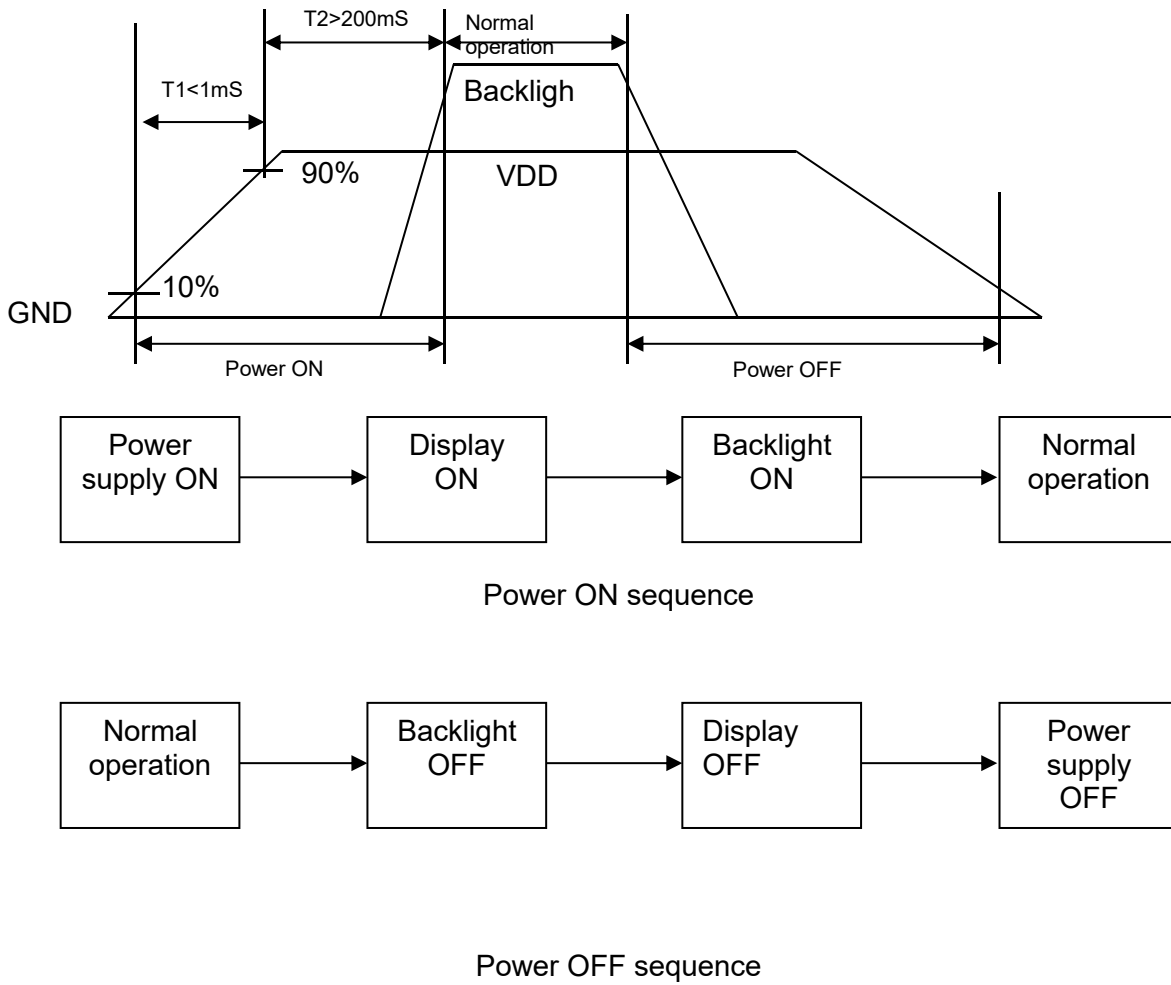 T2>200mS
Normal
operation
T1<1mS
Backligh
90%
VDD
10%
GND
Power ON
Power OFF
Power
supply ON
Display
ON
Backlight
ON
Normal
operation
Power ON sequence
Normal
operation
Backlight
OFF
Display
OFF
Power
supply
OFF
Power OFF sequence